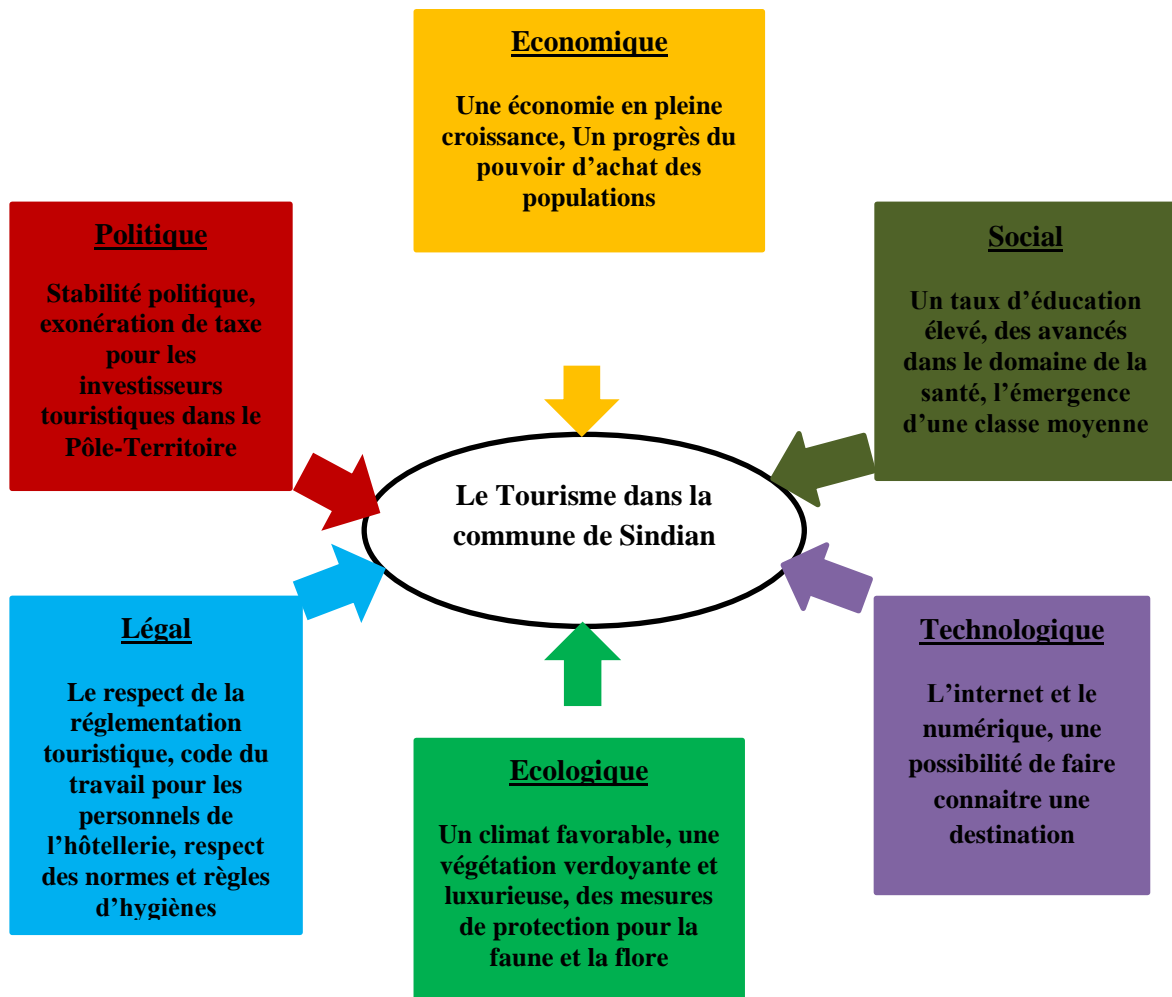 Economique
Une économie en pleine
croissance, Un progrès du
pouvoir d'achat des
populations
Politique
Stabilité politique,
exonération de taxe
pour les
investisseurs
touristiques dans le
Pôle-Territoire
Social
Un taux d'éducation
élevé, des avancés
dans le domaine de la
santé, l'émergence
d'une classe moyenne
Le Tourisme dans la
commune de Sindian
Légal
Le respect de la
réglementation
touristique, code du
travail pour les
personnels de
l'hôtellerie, respect
des normes et règles
d'hygiènes
Ecologique
Un climat favorable, une
végétation verdoyante et
luxurieuse, des mesures
de protection pour la
faune et la flore
Technologique
L'internet et le
numérique, une
possibilité de faire
connaitre une
destination